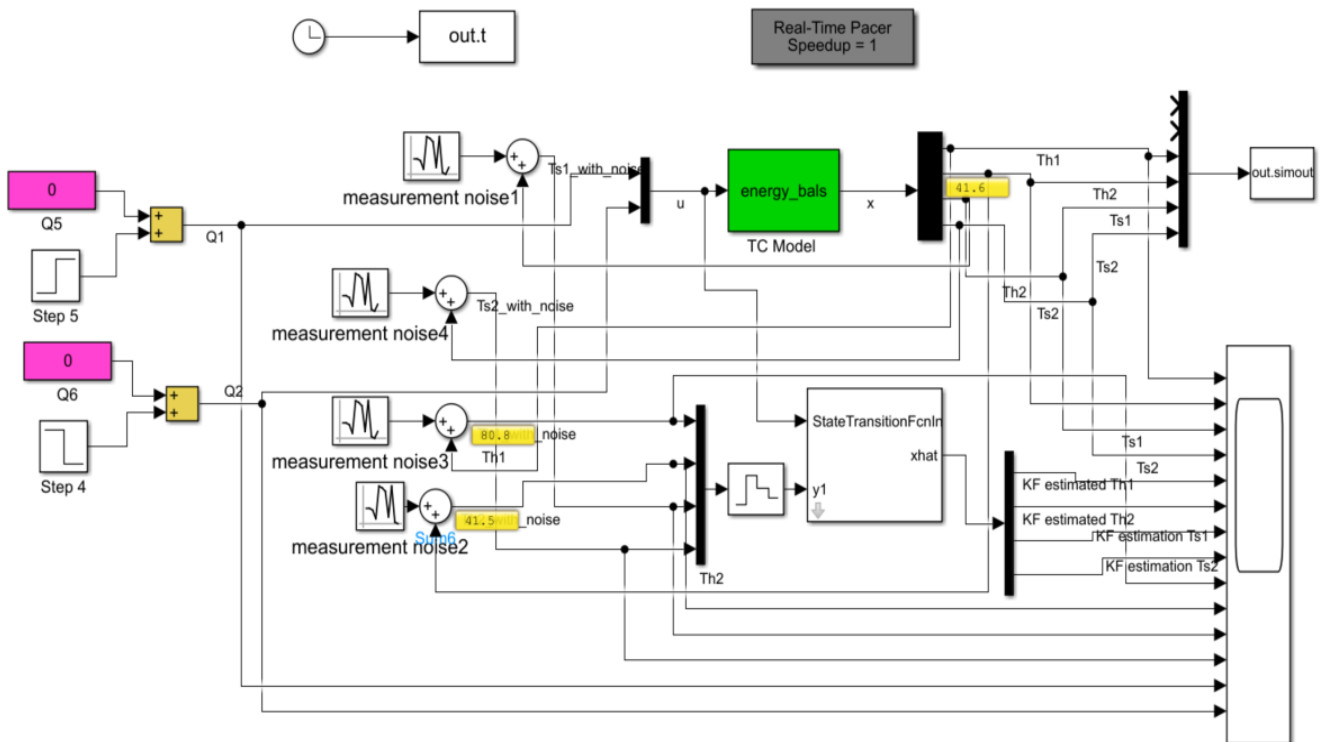 out.t
Real-Time Pacer
Speedup = 1
measurement noise1
Ts1_with_noise
Th1
out.simout
0
Q5
Q1
u
energy_bals
TC Model
x
41.6
Th2
Ts1
Ts2
Step 5
Ts2_with_noise
measurement noise4
Th2
Ts2
0
Q6
Q2
StateTransitionFcnIn
xhat
y1
80.8
with_noise
measurement noise3
Th1
Ts1
Ts2
Step 4
41.5
with_noise
Sum6
measurement noise2
Th2
KF estimated Th1
KF estimated Th2
KF estimation Ts1
KF estimation Ts2
+
+
+
+
+
+
+
+
+
+
+
+